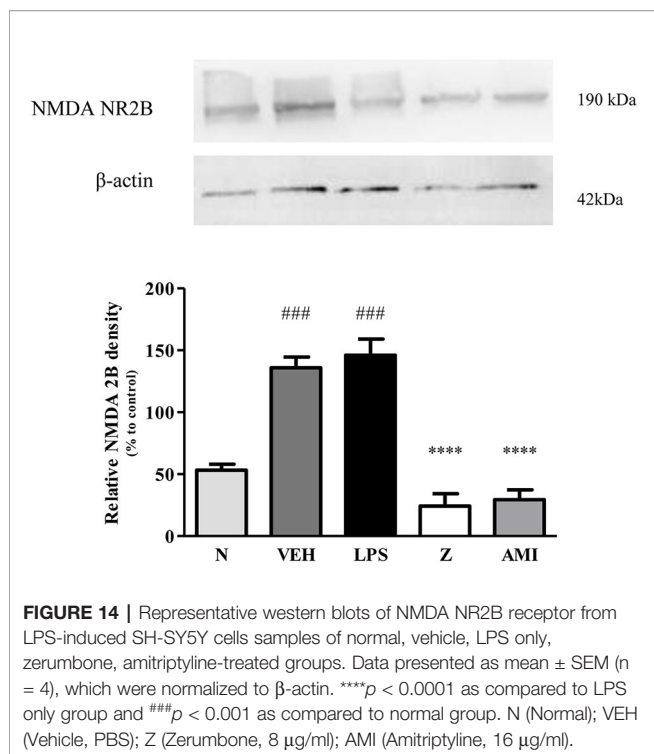 NMDA NR2B
190 kDa
β-actin
42kDa
Relative NMDA 2B density
(% to control)
200
150
100
50
0
###
###
****
****
N VEH LPS Z AMI
FIGURE 14 | Representative western blots of NMDA NR2B receptor from
LPS-induced SH-SY5Y cells samples of normal, vehicle, LPS only,
zerumbone, amitriptyline-treated groups. Data presented as mean ± SEM (n
= 4), which were normalized to β-actin. ****p < 0.0001 as compared to LPS
only group and ###p < 0.001 as compared to normal group. N (Normal); VEH
(Vehicle, PBS); Z (Zerumbone, 8 μg/ml); AMI (Amitriptyline, 16 μg/ml).